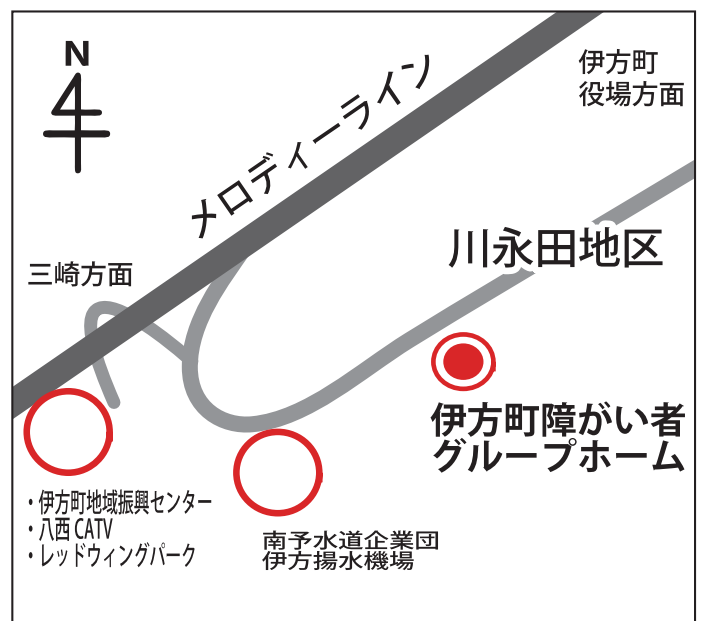 N
伊方町
役場方面
メロディーライン
川永田地区
三崎方面
伊方町障がい者
グループホーム
・伊方町地域振興センター
・八西 CATV
・レッドウィングパーク
南予水道企業団
伊方揚水機場